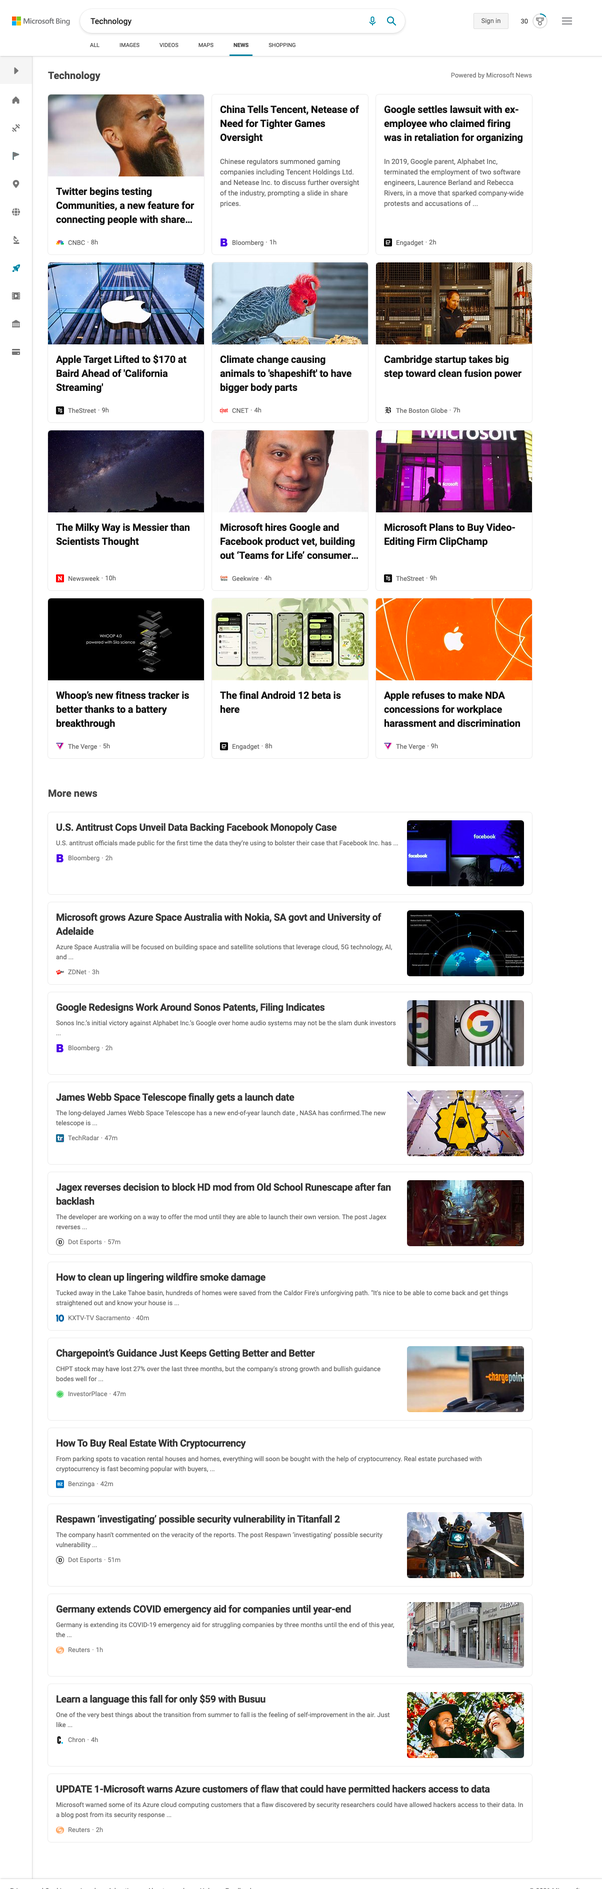 Microsoft Bing
Technology
Sign in
30
ALL
IMAGES
VIDEOS
MAPS
NEWS
SHOPPING
Technology
Powered by Microsoft News
Twitter begins testing
Communities, a new feature for
connecting people with share...
CNBC · 8h
China Tells Tencent, Netease of
Need for Tighter Games
Oversight
Chinese regulators summoned gaming
companies including Tencent Holdings Ltd.
and Netease Inc. to discuss further oversight
of the industry, prompting a slide in share
prices.
Bloomberg · 1h
Google settles lawsuit with ex-
employee who claimed firing
was in retaliation for organizing
In 2019, Google parent, Alphabet Inc,
terminated the employment of two software
engineers, Laurence Berland and Rebecca
Rivers, in a move that sparked company-wide
protests and accusations of ...
Engadget · 2h
Apple Target Lifted to $170 at
Baird Ahead of 'California
Streaming'
TheStreet · 9h
Climate change causing
animals to 'shapeshift' to have
bigger body parts
CNET · 4h
Cambridge startup takes big
step toward clean fusion power
The Boston Globe · 7h
The Milky Way is Messier than
Scientists Thought
Newsweek · 10h
Microsoft hires Google and
Facebook product vet, building
out ‘Teams for Life’ consumer...
Geekwire · 4h
Microsoft
Microsoft Plans to Buy Video-
Editing Firm ClipChamp
TheStreet · 9h
WHOOP 4.0
powered with Sila science
Whoop’s new fitness tracker is
better thanks to a battery
breakthrough
The Verge · 5h
The final Android 12 beta is
here
Engadget · 8h
Apple refuses to make NDA
concessions for workplace
harassment and discrimination
The Verge · 9h
More news
U.S. Antitrust Cops Unveil Data Backing Facebook Monopoly Case
U.S. antitrust officials made public for the first time the data they're using to bolster their case that Facebook Inc. has ...
Bloomberg · 2h
facebook
facebook
Microsoft grows Azure Space Australia with Nokia, SA govt and University of
Adelaide
Azure Space Australia will be focused on building space and satellite solutions that leverage cloud, 5G technology, AI,
and ...
ZDNet · 3h
Google Redesigns Work Around Sonos Patents, Filing Indicates
Sonos Inc.'s initial victory against Alphabet Inc.'s Google over home audio systems may not be the slam dunk investors
...
Bloomberg · 2h
James Webb Space Telescope finally gets a launch date
The long-delayed James Webb Space Telescope has a new end-of-year launch date , NASA has confirmed.The new
telescope is ...
TechRadar · 47m
Jagex reverses decision to block HD mod from Old School Runescape after fan
backlash
The developer are working on a way to offer the mod until they are able to launch their own version. The post Jagex
reverses ...
Dot Esports · 57m
How to clean up lingering wildfire smoke damage
Tucked away in the Lake Tahoe basin, hundreds of homes were saved from the Caldor Fire's unforgiving path. "It's nice to be able to come back and get things
straightened out and know your house is ...
KXTV-TV Sacramento · 40m
Chargepoint’s Guidance Just Keeps Getting Better and Better
CHPT stock may have lost 27% over the last three months, but the company's strong growth and bullish guidance
bodes well for ...
InvestorPlace · 47m
-chargepoin+
How To Buy Real Estate With Cryptocurrency
From parking spots to vacation rental houses and homes, everything will soon be bought with the help of cryptocurrency. Real estate purchased with
cryptocurrency is fast becoming popular with buyers, ...
Benzinga · 42m
Respawn ‘investigating’ possible security vulnerability in Titanfall 2
The company hasn't commented on the veracity of the reports. The post Respawn ‘investigating’ possible security
vulnerability ...
Dot Esports · 51m
Germany extends COVID emergency aid for companies until year-end
Germany is extending its COVID-19 emergency aid for struggling companies by three months until the end of this year,
the ...
Reuters · 1h
Learn a language this fall for only $59 with Busuu
One of the very best things about the transition from summer to fall is the feeling of self-improvement in the air. Just
like ...
Chron · 4h
UPDATE 1-Microsoft warns Azure customers of flaw that could have permitted hackers access to data
Microsoft warned some of its Azure cloud computing customers that a flaw discovered by security researchers could have allowed hackers access to their data. In
a blog post from its security response ...
Reuters · 2h